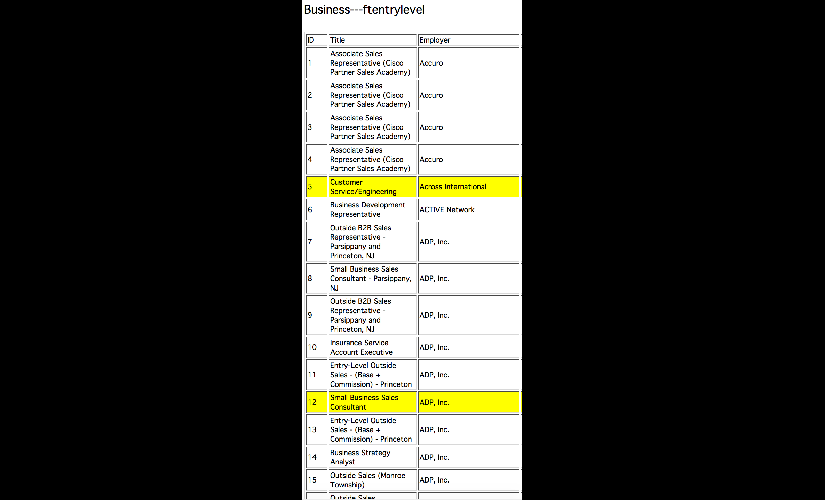 Business---ftentrylevel
ID Title Employer
1 Associate Sales Representative (Cisco Partner Sales Academy) Accuro
2 Associate Sales Representative (Cisco Partner Sales Academy) Accuro
3 Associate Sales Representative (Cisco Partner Sales Academy) Accuro
4 Associate Sales Representative (Cisco Partner Sales Academy) Accuro
5 Customer Service/Engineering Across International
6 Business Development Representative ACTIVE Network
7 Outside B2B Sales Representative - Parsippany and Princeton, NJ ADP, Inc.
8 Small Business Sales Consultant - Parsippany, NJ ADP, Inc.
9 Outside B2B Sales Representative - Parsippany and Princeton, NJ ADP, Inc.
10 Insurance Service Account Executive ADP, Inc.
11 Entry-Level Outside Sales - (Base + Commission) - Princeton ADP, Inc.
12 Small Business Sales Consultant ADP, Inc.
13 Entry-Level Outside Sales - (Base + Commission) - Princeton ADP, Inc.
14 Business Strategy Analyst ADP, Inc.
15 Outside Sales (Monroe Township) ADP, Inc.
Outside Sales